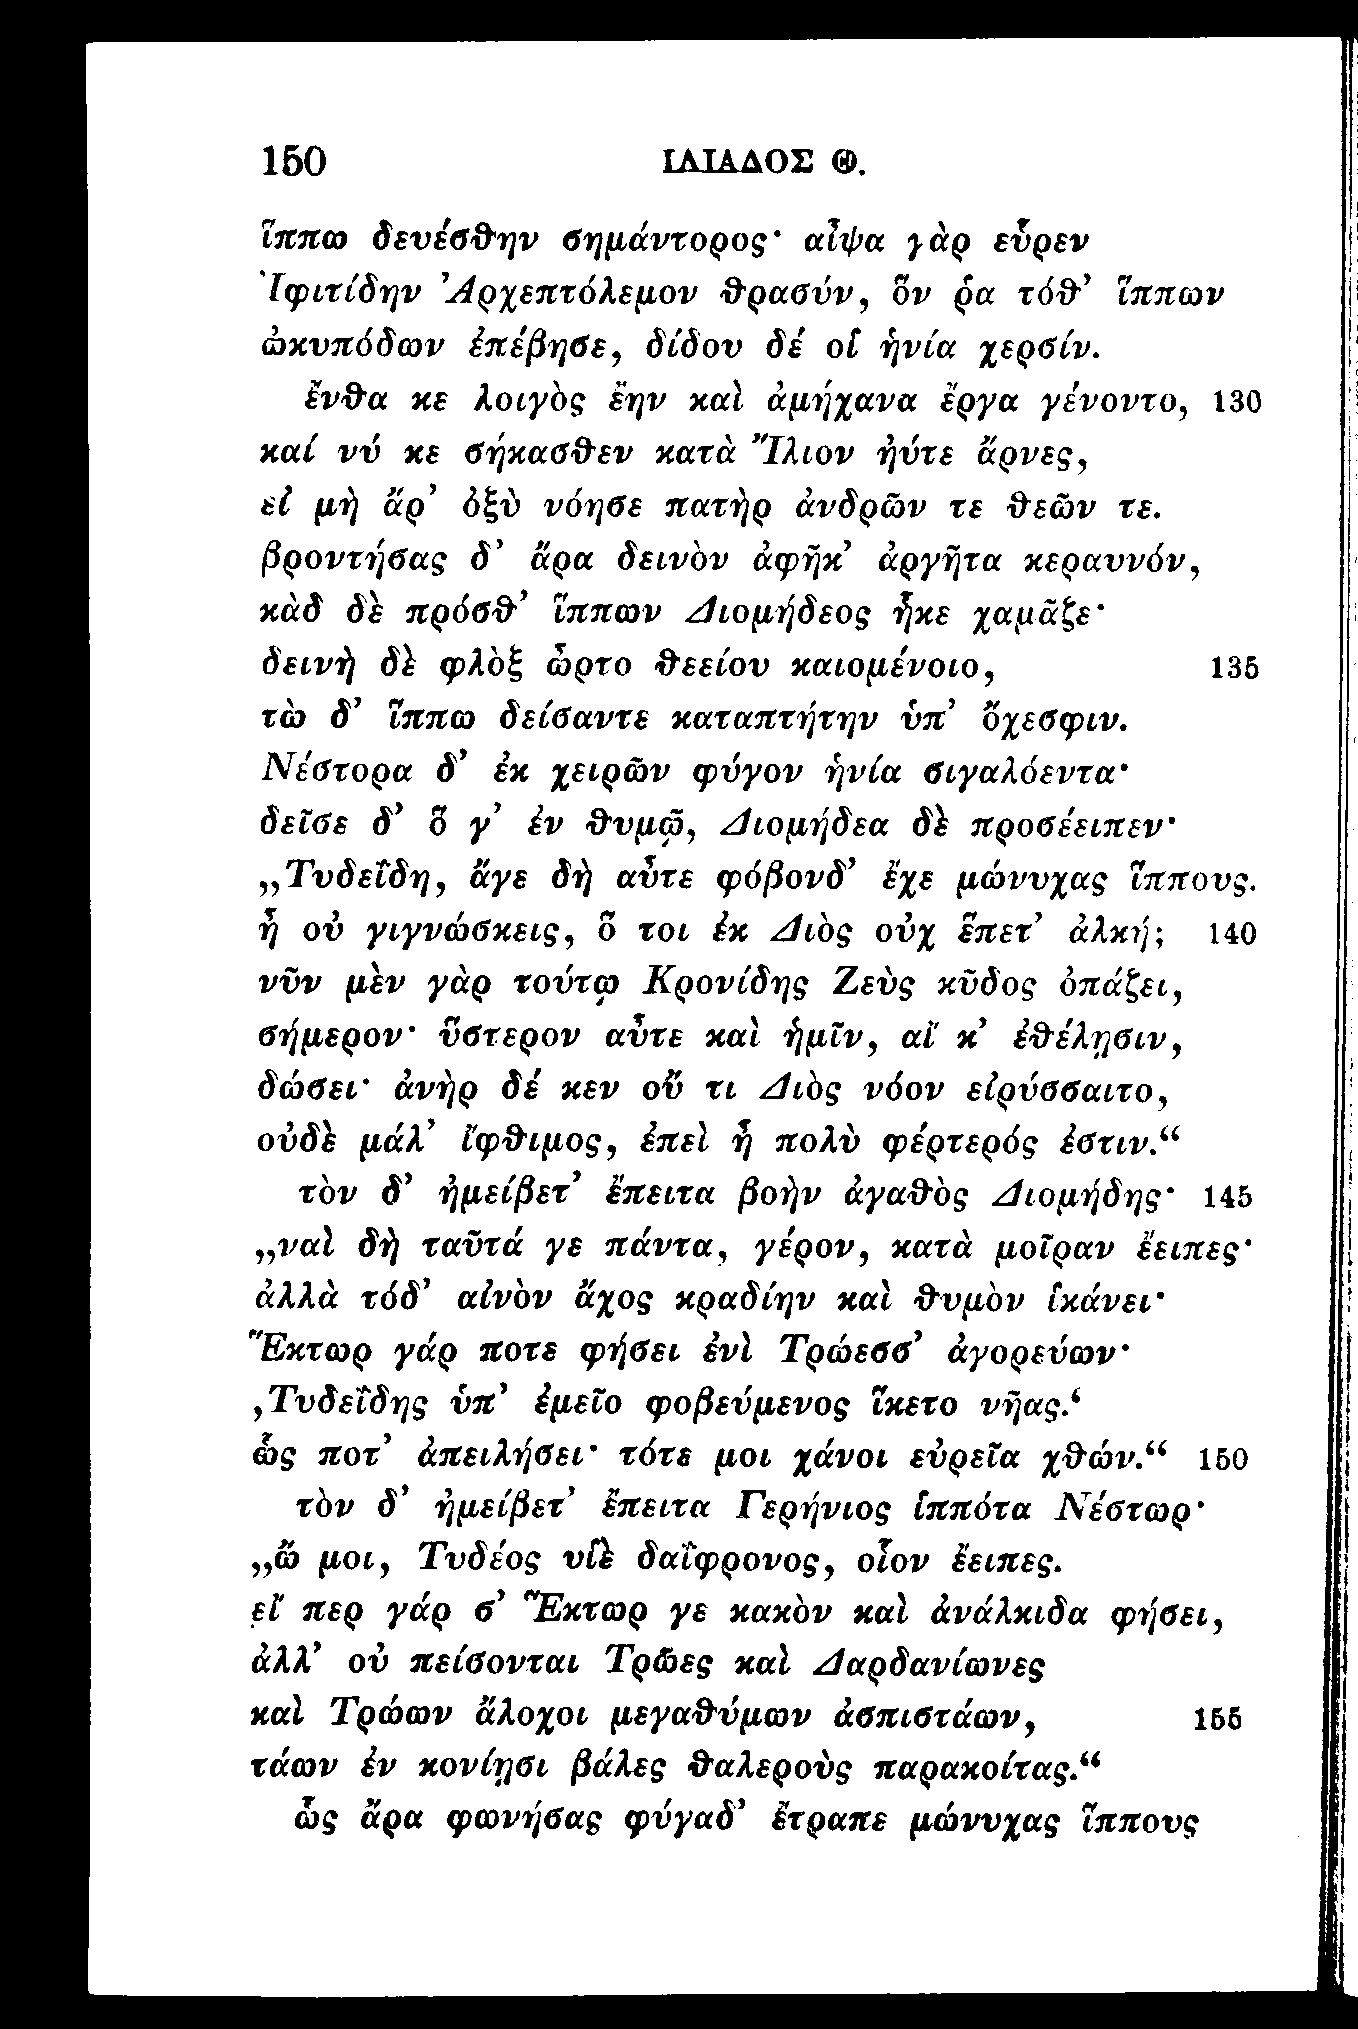 150 ΙΛΙΑΔΟΣ Θ.
ἵππω δευέσθην σημάντορος· αἶψα γὰρ εὗρεν
Ἰφιτίδην Ἀρχεπτόλεμον θρασύν, ὅν ῥα τόθ’ ἵππων
ὠκυπόδων ἐπέβησε, δίδου δέ οἱ ἡνία χερσίν.
ἔνθα κε λοιγὸς ἔην καὶ ἀμήχανα ἔργα γένοντο, 130
καί νύ κε σήκασθεν κατὰ Ἴλιον ἠύτε ἄρνες,
εἰ μὴ ἄρ’ ὀξὺ νόησε πατὴρ ἀνδρῶν τε θεῶν τε.
βροντήσας δ’ ἄρα δεινὸν ἀφῆκ’ ἀργῆτα κεραυνόν,
κὰδ δὲ πρόσθ’ ἵππων Διομήδεος ἧκε χαμᾶζε·
δεινὴ δὲ φλὸξ ὦρτο θεείου καιομένοιο, 135
τὼ δ’ ἵππω δείσαντε καταπτήτην ὑπ’ ὄχεσφιν.
Νέστορα δ’ ἐκ χειρῶν φύγον ἡνία σιγαλόεντα·
δεῖσε δ’ ὅ γ’ ἐν θυμῷ, Διομήδεα δὲ προσέειπεν·
„Τυδεΐδη, ἄγε δὴ αὖτε φόβονδ’ ἔχε μώνυχας ἵππους.
ἦ οὐ γιγνώσκεις, ὅ τοι ἐκ Διὸς οὐχ ἕπετ’ ἀλκή; 140
νῦν μὲν γὰρ τούτῳ Κρονίδης Ζεὺς κῦδος ὀπάζει,
σήμερον· ὕστερον αὖτε καὶ ἡμῖν, αἴ κ’ ἐθέλῃσιν,
δώσει· ἀνὴρ δέ κεν οὔ τι Διὸς νόον εἰρύσσαιτο,
οὐδὲ μάλ’ ἴφθιμος, ἐπεὶ ἦ πολὺ φέρτερός ἐστιν.“
τὸν δ’ ἠμείβετ’ ἔπειτα βοὴν ἀγαθὸς Διομήδης· 145
„ναὶ δὴ ταῦτά γε πάντα, γέρον, κατὰ μοῖραν ἔειπες·
ἀλλὰ τόδ’ αἰνὸν ἄχος κραδίην καὶ θυμὸν ἱκάνει·
Ἕκτωρ γάρ ποτε φήσει ἐνὶ Τρώεσσ’ ἀγορεύων·
‚Τυδεΐδης ὑπ’ ἐμεῖο φοβεύμενος ἵκετο νῆας.‘
ὥς ποτ’ ἀπειλήσει· τότε μοι χάνοι εὐρεῖα χθών.“ 150
τὸν δ’ ἠμείβετ’ ἔπειτα Γερήνιος ἱππότα Νέστωρ·
„ὤ μοι, Τυδέος υἱὲ δαΐφρονος, οἷον ἔειπες.
εἴ περ γάρ σ’ Ἕκτωρ γε κακὸν καὶ ἀνάλκιδα φήσει,
ἀλλ’ οὐ πείσονται Τρῶες καὶ Δαρδανίωνες
καὶ Τρώων ἄλοχοι μεγαθύμων ἀσπιστάων, 155
τάων ἐν κονίῃσι βάλες θαλεροὺς παρακοίτας.“
ὣς ἄρα φωνήσας φύγαδ’ ἔτραπε μώνυχας ἵππους